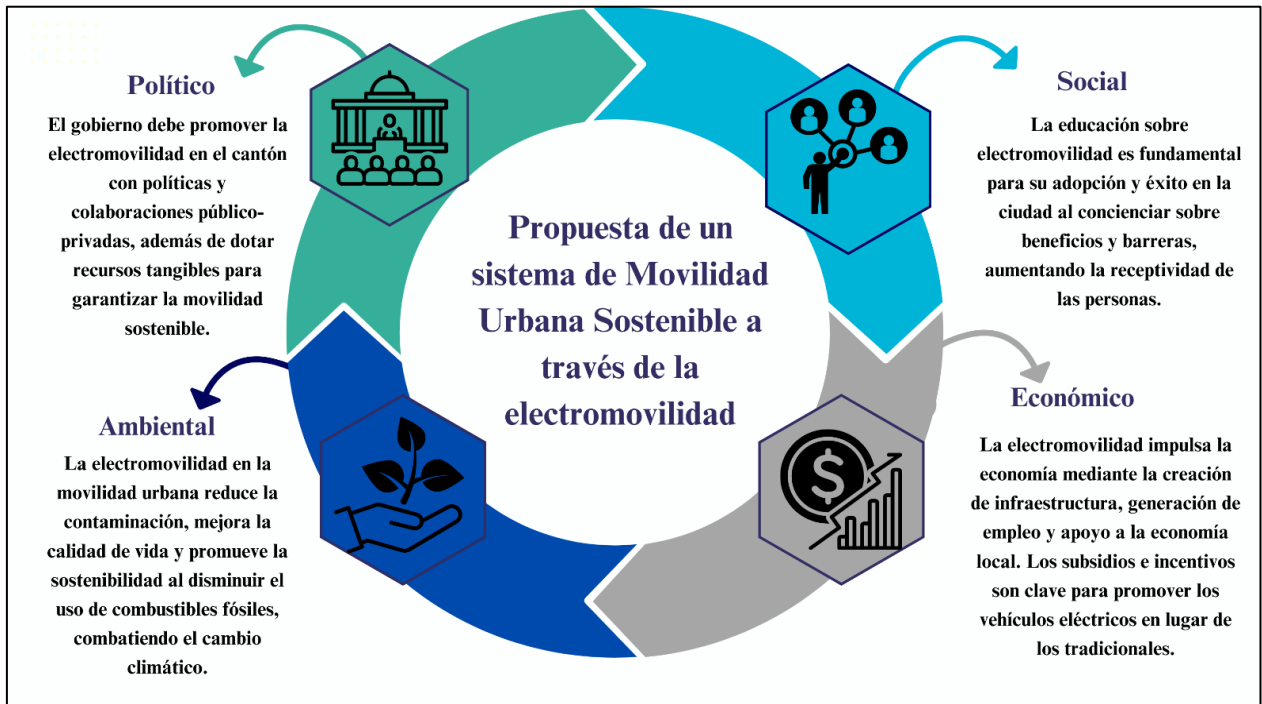 Político
El gobierno debe promover la
electromovilidad en el cantón
con políticas y
colaboraciones público-
privadas, además de dotar
recursos tangibles para
garantizar la movilidad
sostenible.
Social
La educación sobre
electromovilidad es fundamental
para su adopción y éxito en la
ciudad al concienciar sobre
beneficios y barreras,
aumentando la receptividad de
las personas.
Propuesta de un
sistema de Movilidad
Urbana Sostenible a
través de la
electromovilidad
Ambiental
La electromovilidad en la
movilidad urbana reduce la
contaminación, mejora la
calidad de vida y promueve la
sostenibilidad al disminuir el
uso de combustibles fósiles,
combatiendo el cambio
climático.
Económico
La electromovilidad impulsa la
economía mediante la creación
de infraestructura, generación de
empleo y apoyo a la economía
local. Los subsidios e incentivos
son clave para promover los
vehículos eléctricos en lugar de
los tradicionales.
$